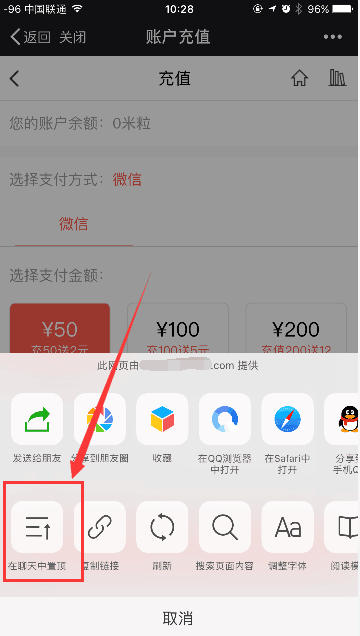 -96 中国联通 10:28 96%
返回 关闭 账户充值
充值
您的账户余额：0米粒
选择支付方式：微信
微信
选择支付金额：
¥50 ¥100 ¥200
充50送2元 充100送5元 充值200送12
此网页由 .com 提供
发送给朋友 分享到朋友圈 收藏 在QQ浏览器中打开 在Safari中打开 分享 手机
在聊天中置顶 复制链接 刷新 搜索页面内容 调整字体 阅读模
取消